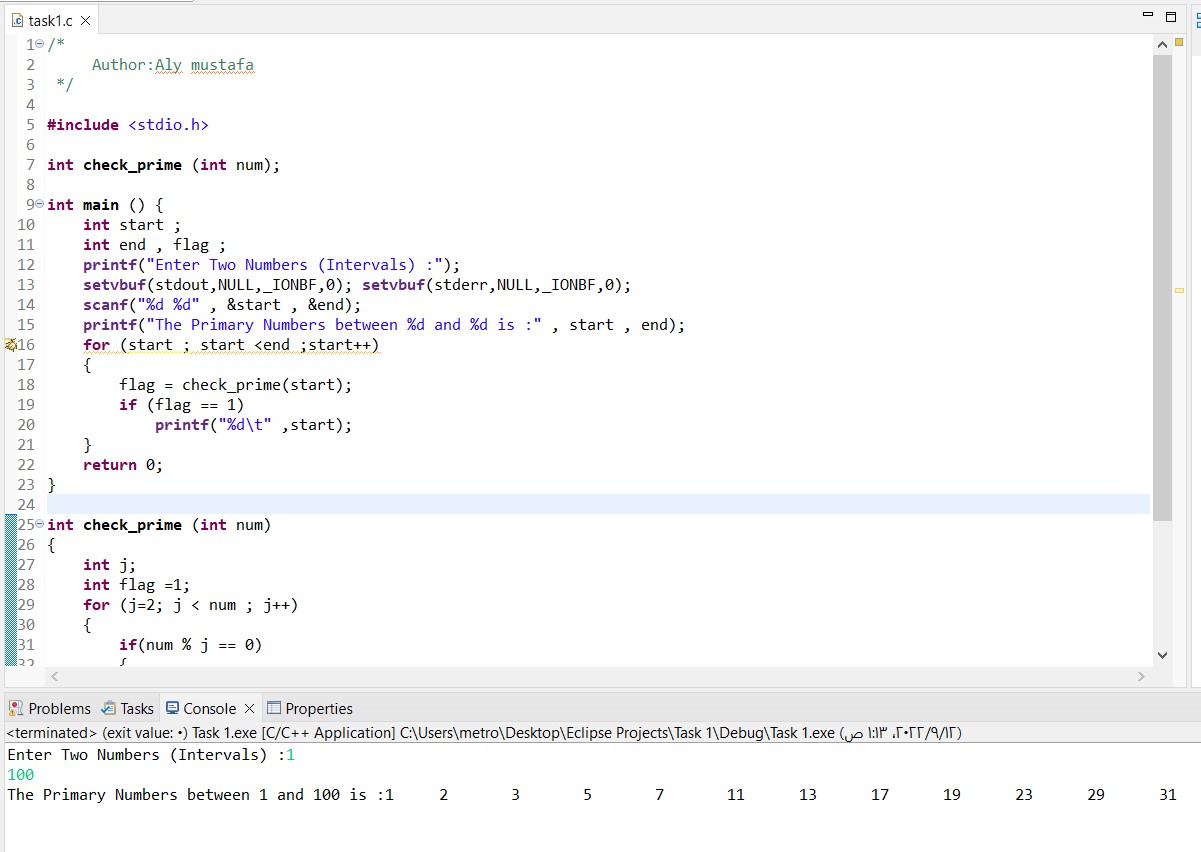 task1.c
1 /*
2 Author:Aly mustafa
3 */
4
5 #include <stdio.h>
6
7 int check_prime (int num);
8
9 int main () {
10 int start ;
11 int end , flag ;
12 printf("Enter Two Numbers (Intervals) :");
13 setvbuf(stdout,NULL,_IONBF,0); setvbuf(stderr,NULL,_IONBF,0);
14 scanf("%d %d" , &start , &end);
15 printf("The Primary Numbers between %d and %d is :" , start , end);
16 for (start ; start <end ;start++)
17 {
18 flag = check_prime(start);
19 if (flag == 1)
20 printf("%d\t" ,start);
21 }
22 return 0;
23 }
24
25 int check_prime (int num)
26 {
27 int j;
28 int flag =1;
29 for (j=2; j < num ; j++)
30 {
31 if(num % j == 0)
32 {
Problems Tasks Console Properties
<terminated> (exit value: ٠) Task 1.exe [C/C++ Application] C:\Users\metro\Desktop\Eclipse Projects\Task 1\Debug\Task 1.exe (٢٠٢٢/٩/١٢، ١:١٣ ص)
Enter Two Numbers (Intervals) :1
100
The Primary Numbers between 1 and 100 is :1 2 3 5 7 11 13 17 19 23 29 31